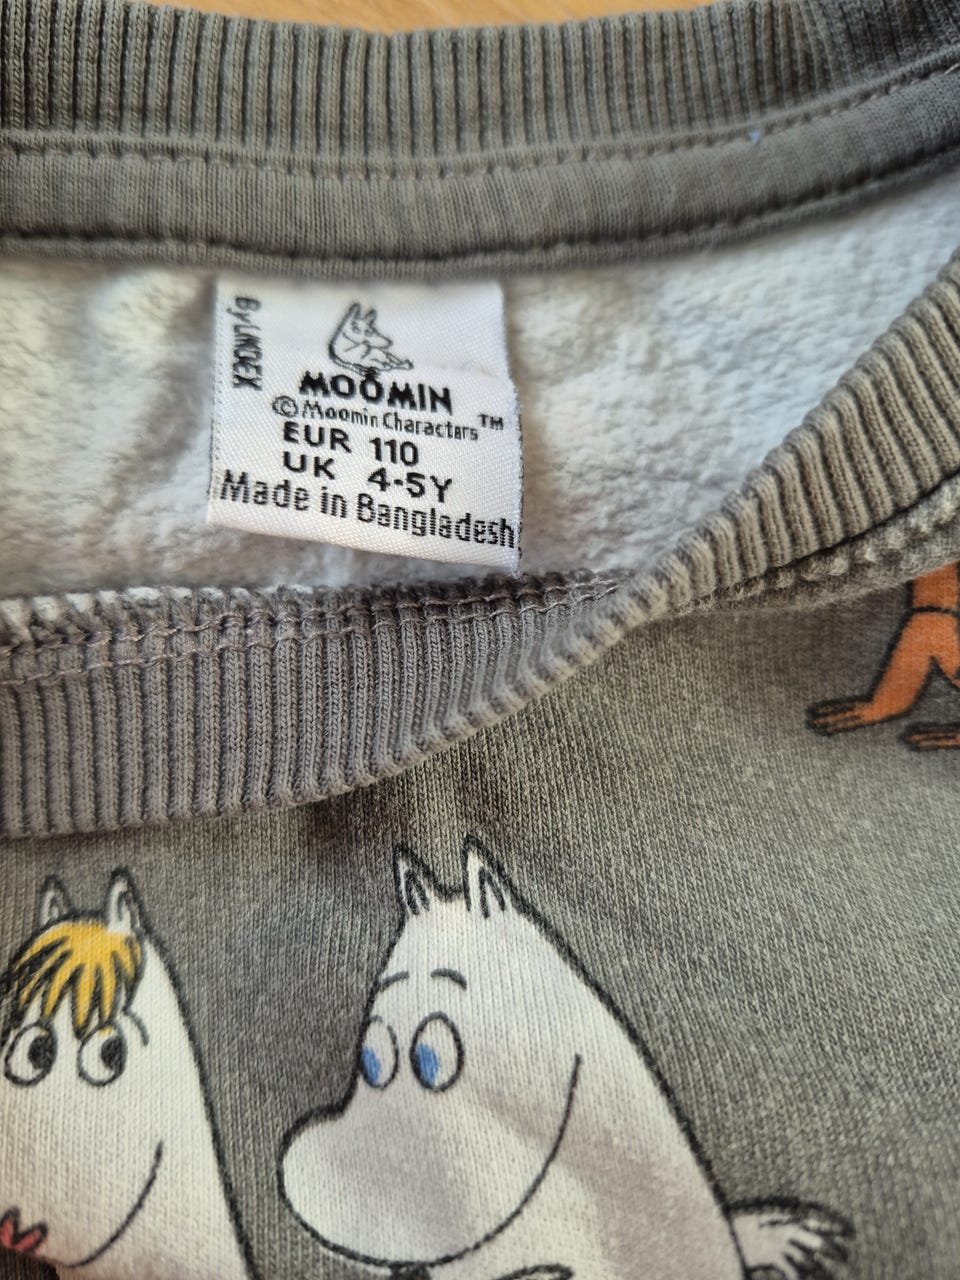 By LINDEX
MOOMIN
©Moomin Characters™
EUR 110
UK 4-5Y
Made in Bangladesh